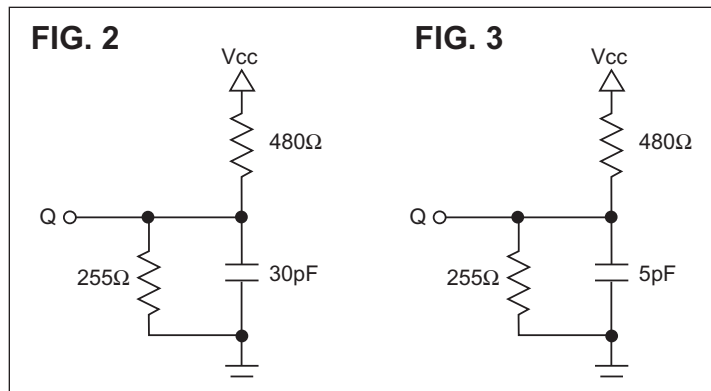 FIG. 2
Vcc
480Ω
Q
255Ω
30pF
FIG. 3
Vcc
480Ω
Q
255Ω
5pF